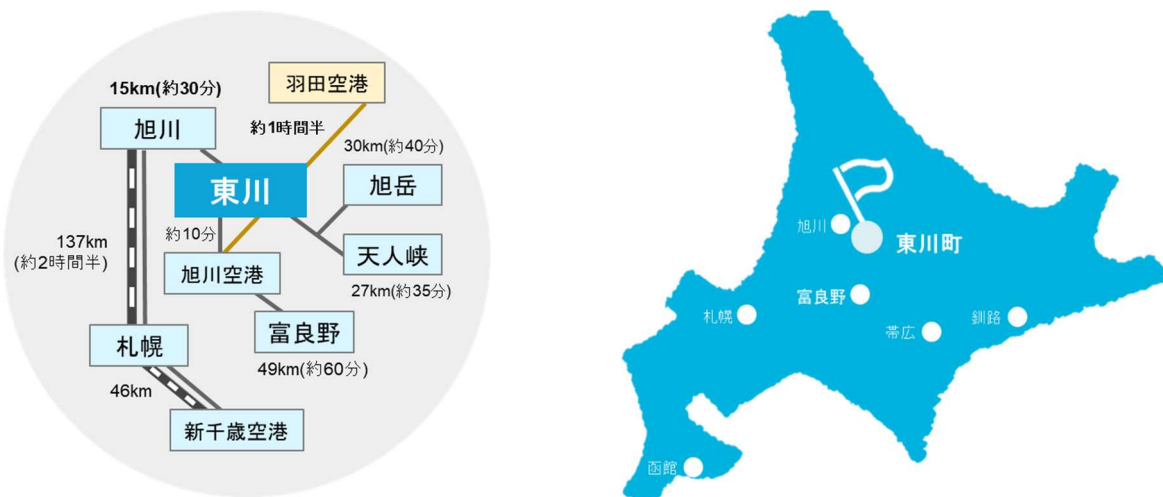 15km(約30分)
羽田空港
旭川
約1時間半
30km(約40分)
東川
旭岳
約10分
137km
(約2時間半)
天人峡
旭川空港
27km(約35分)
富良野
札幌
49km(約60分)
46km
新千歳空港
旭川
東川町
富良野
札幌
釧路
帯広
函館